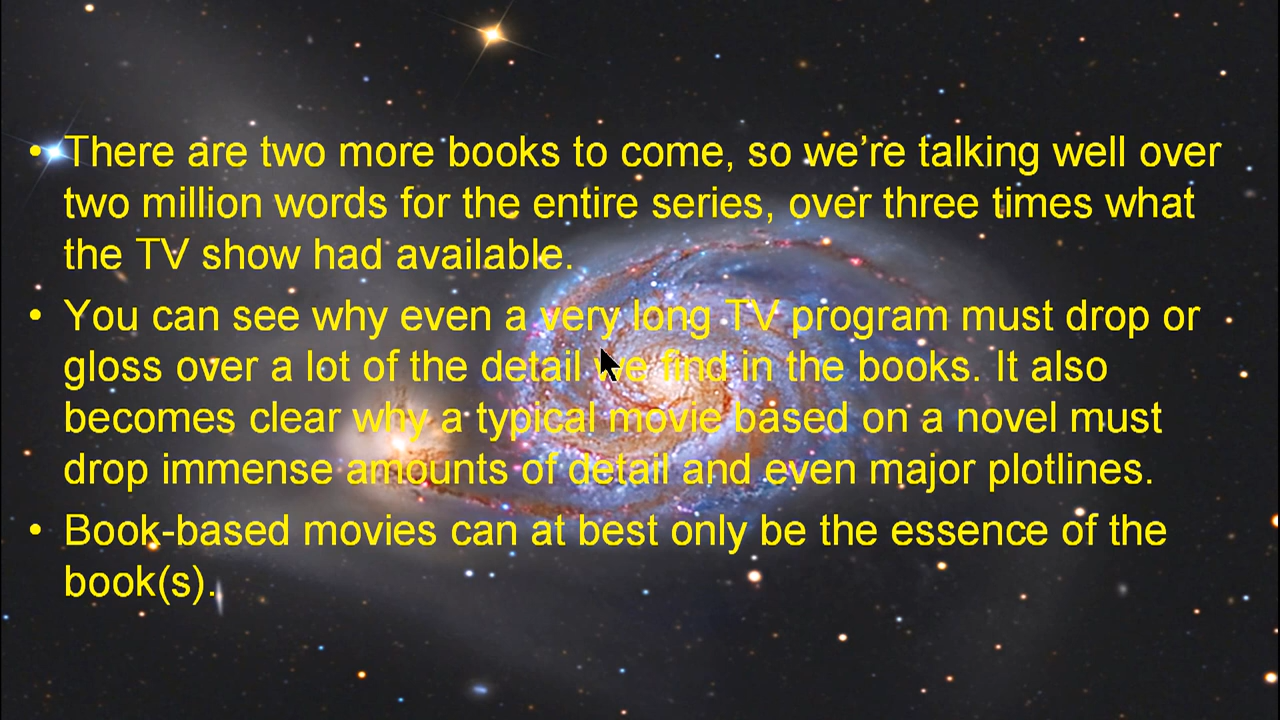 • There are two more books to come, so we’re talking well over
two million words for the entire series, over three times what
the TV show had available.
• You can see why even a very long TV program must drop or
gloss over a lot of the detail we find in the books. It also
becomes clear why a typical movie based on a novel must
drop immense amounts of detail and even major plotlines.
• Book-based movies can at best only be the essence of the
book(s).